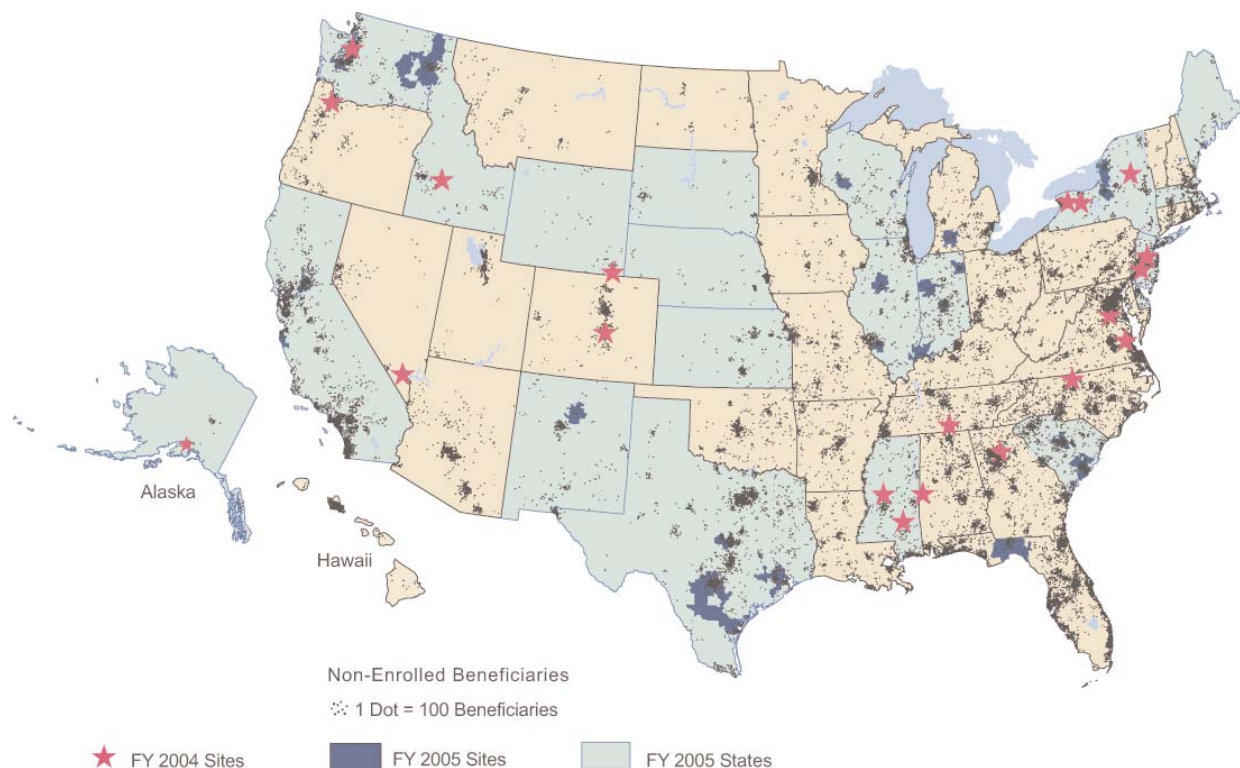 Alaska
Hawaii
Non-Enrolled Beneficiaries
1 Dot = 100 Beneficiaries
FY 2004 Sites
FY 2005 Sites
FY 2005 States